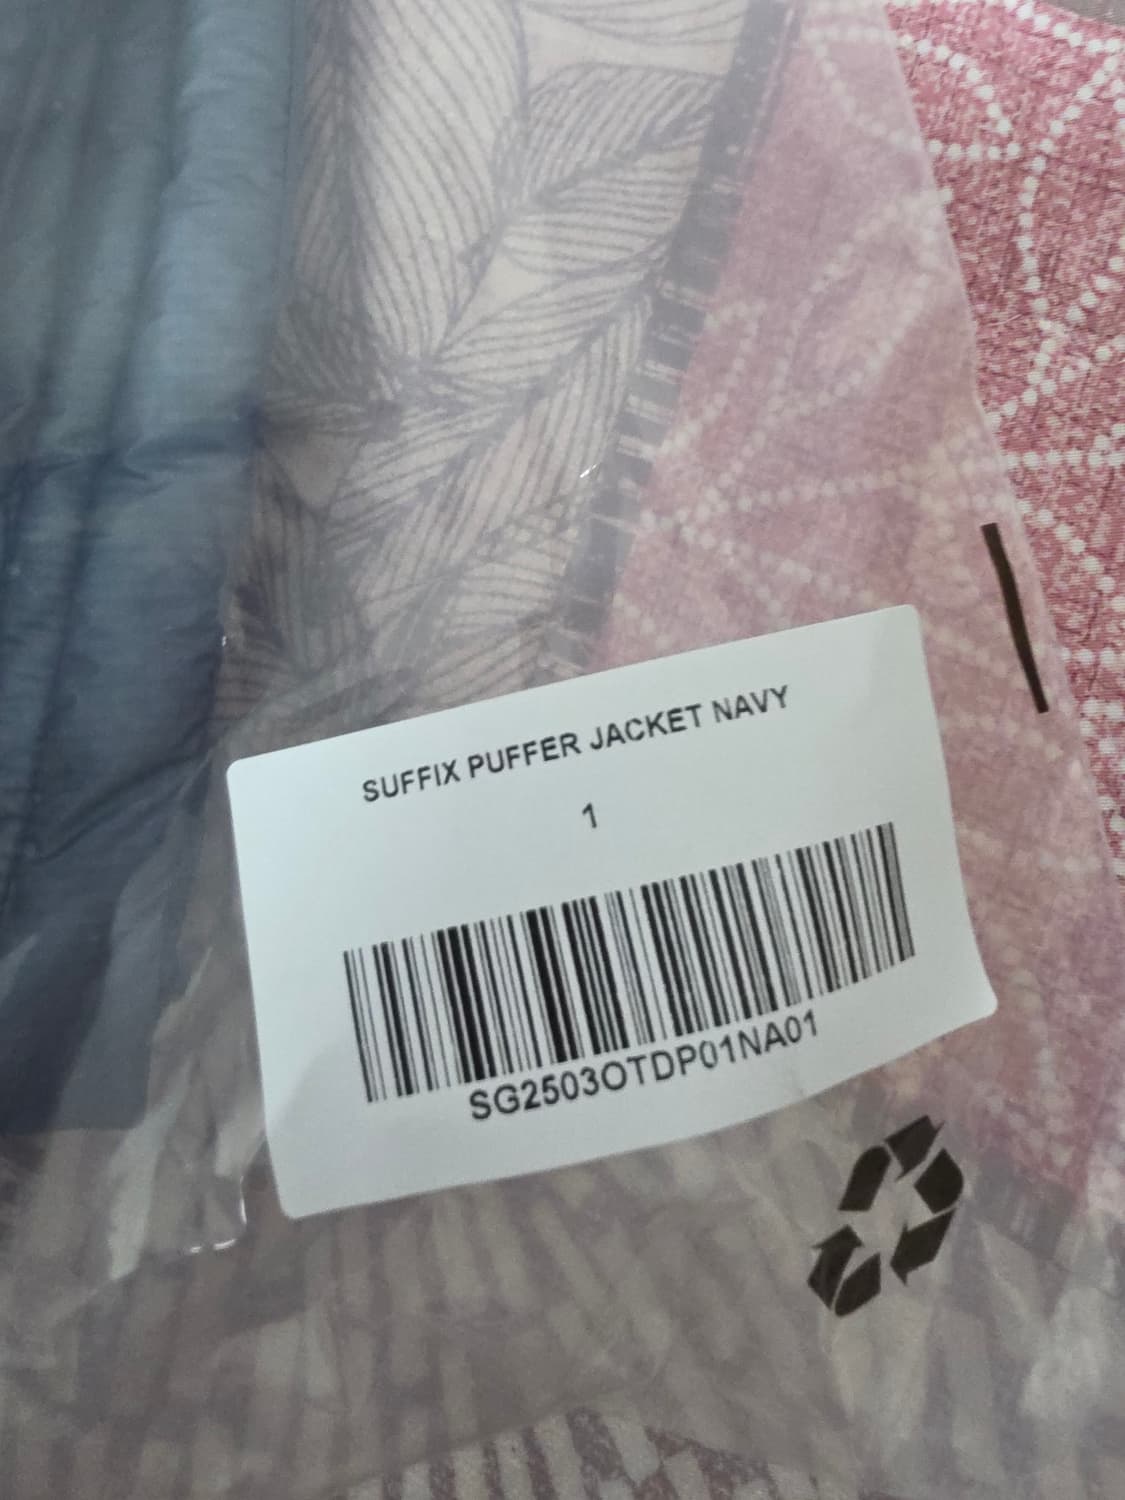 SUFFIX PUFFER JACKET NAVY
1
SG2503OTDP01NA01